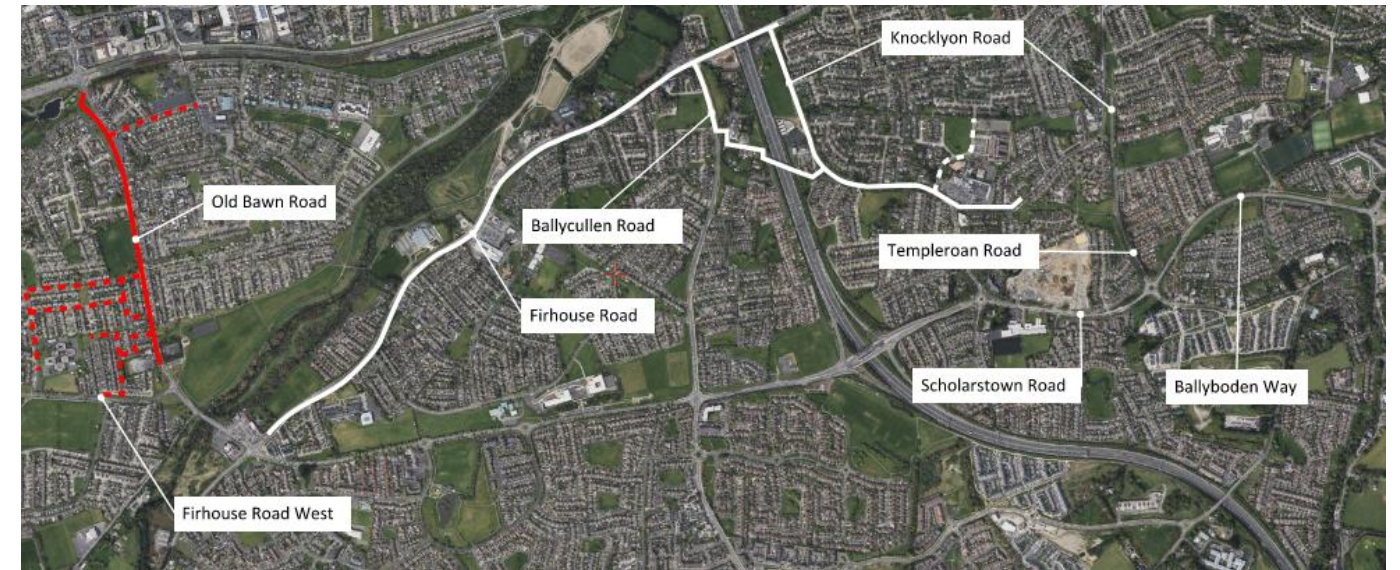 Knocklyon Road
Old Bawn Road
Ballycullen Road
Templeroan Road
Firhouse Road
Scholarstown Road
Ballyboden Way
Firhouse Road West